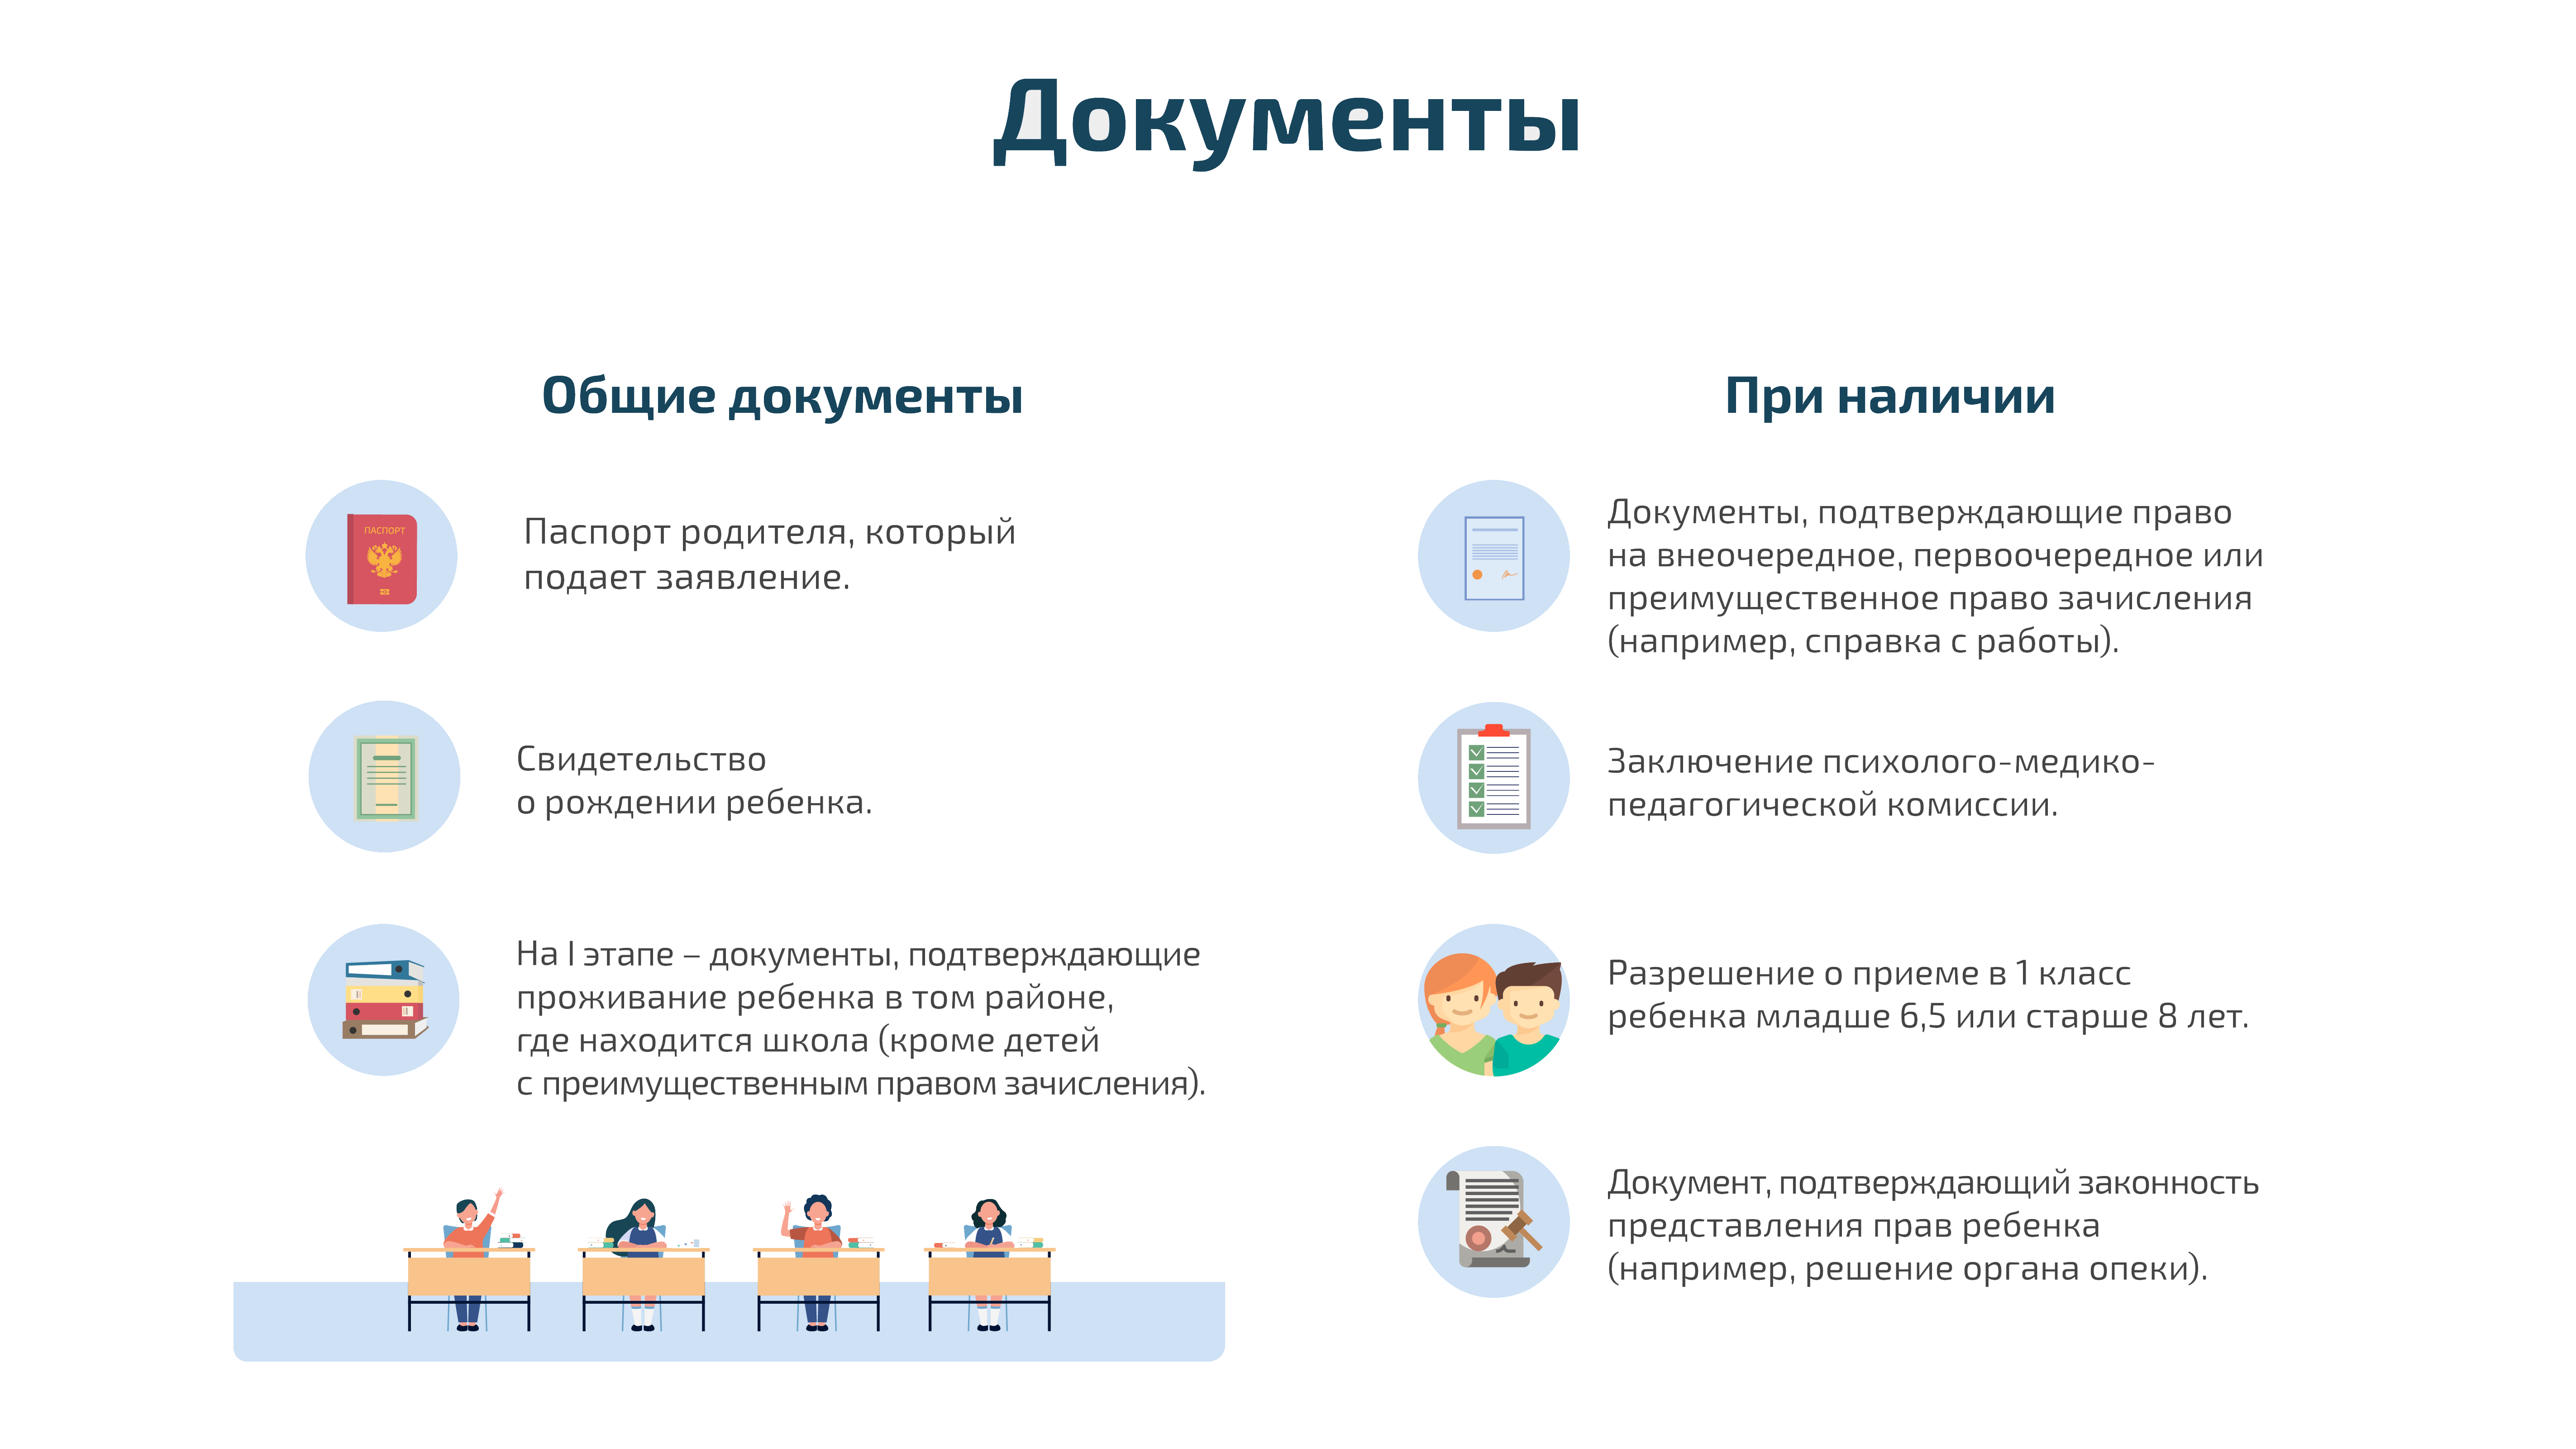 Документы
Общие документы
ПАСПОРТ
Паспорт родителя, который
подает заявление.
Свидетельство
о рождении ребенка.
На I этапе – документы, подтверждающие
проживание ребенка в том районе,
где находится школа (кроме детей
с преимущественным правом зачисления).
При наличии
Документы, подтверждающие право
на внеочередное, первоочередное или
преимущественное право зачисления
(например, справка с работы).
Заключение психолого-медико-
педагогической комиссии.
Разрешение о приеме в 1 класс
ребенка младше 6,5 или старше 8 лет.
Документ, подтверждающий законность
представления прав ребенка
(например, решение органа опеки).